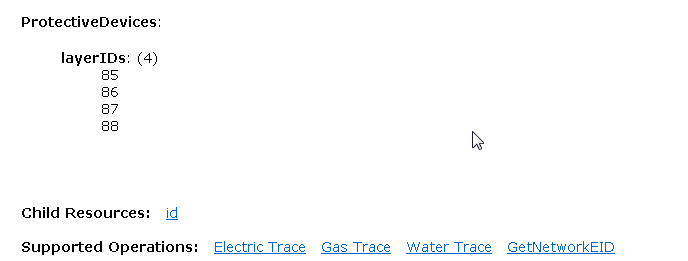 ProtectiveDevices:
layerIDs: (4)
85
86
87
88
Child Resources: id
Supported Operations: Electric Trace Gas Trace Water Trace GetNetworkEID